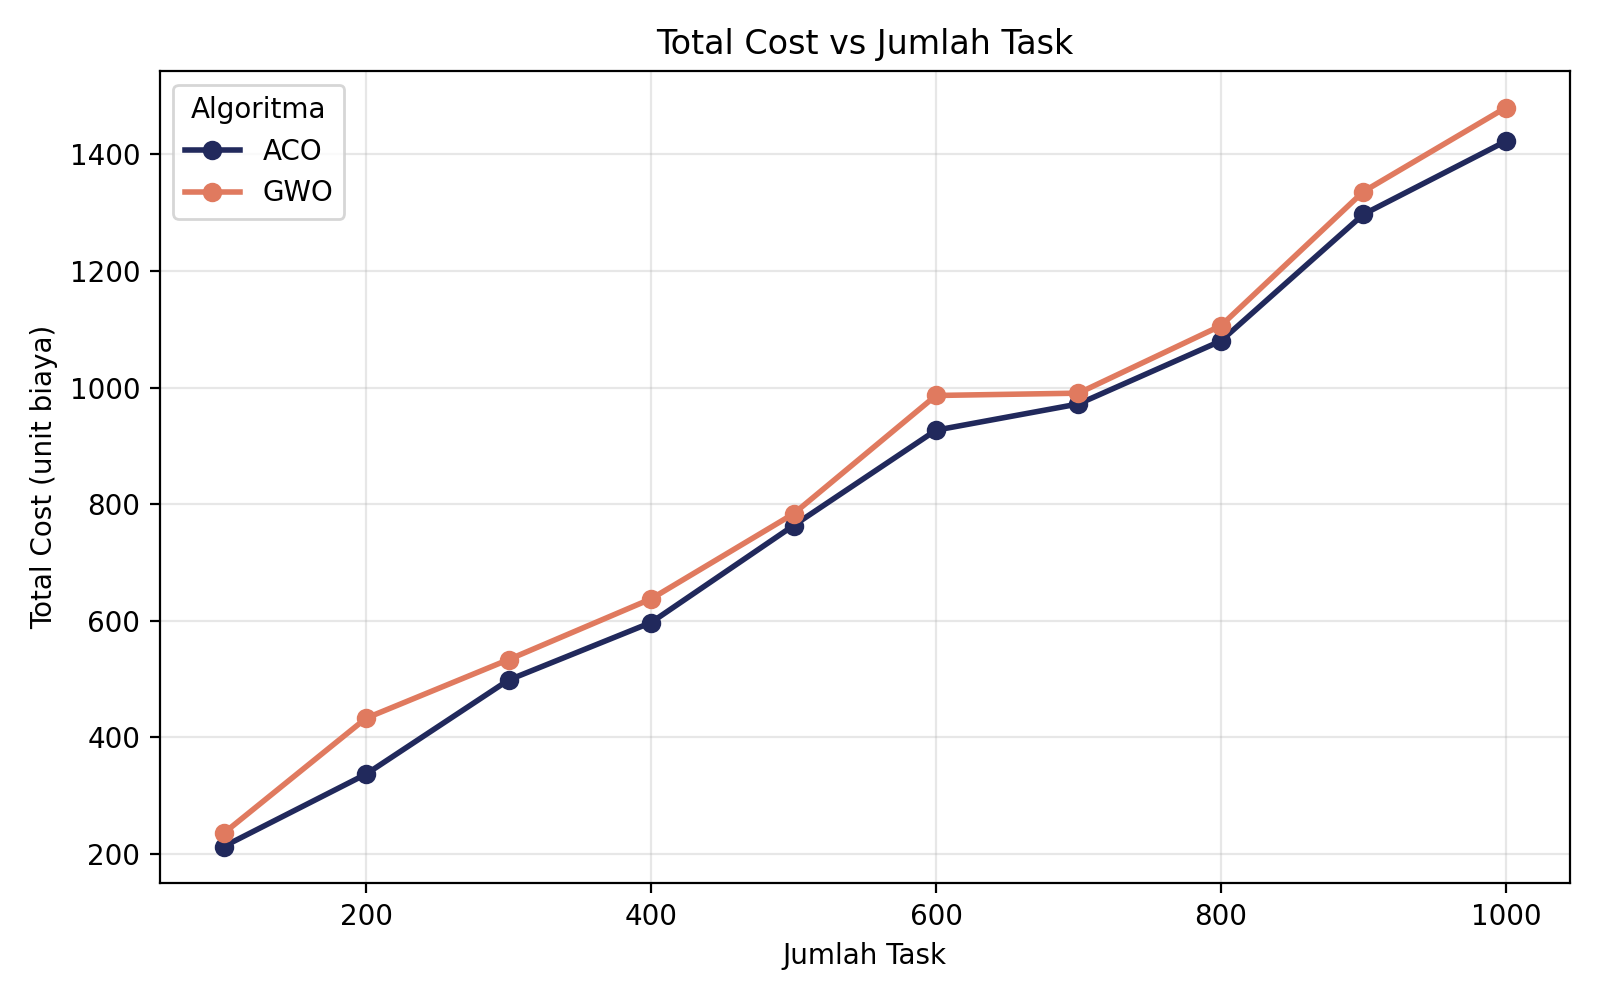 Total Cost vs Jumlah Task
Algoritma
ACO
GWO
Total Cost (unit biaya)
1400
1200
1000
800
600
400
200
200 400 600 800 1000
Jumlah Task